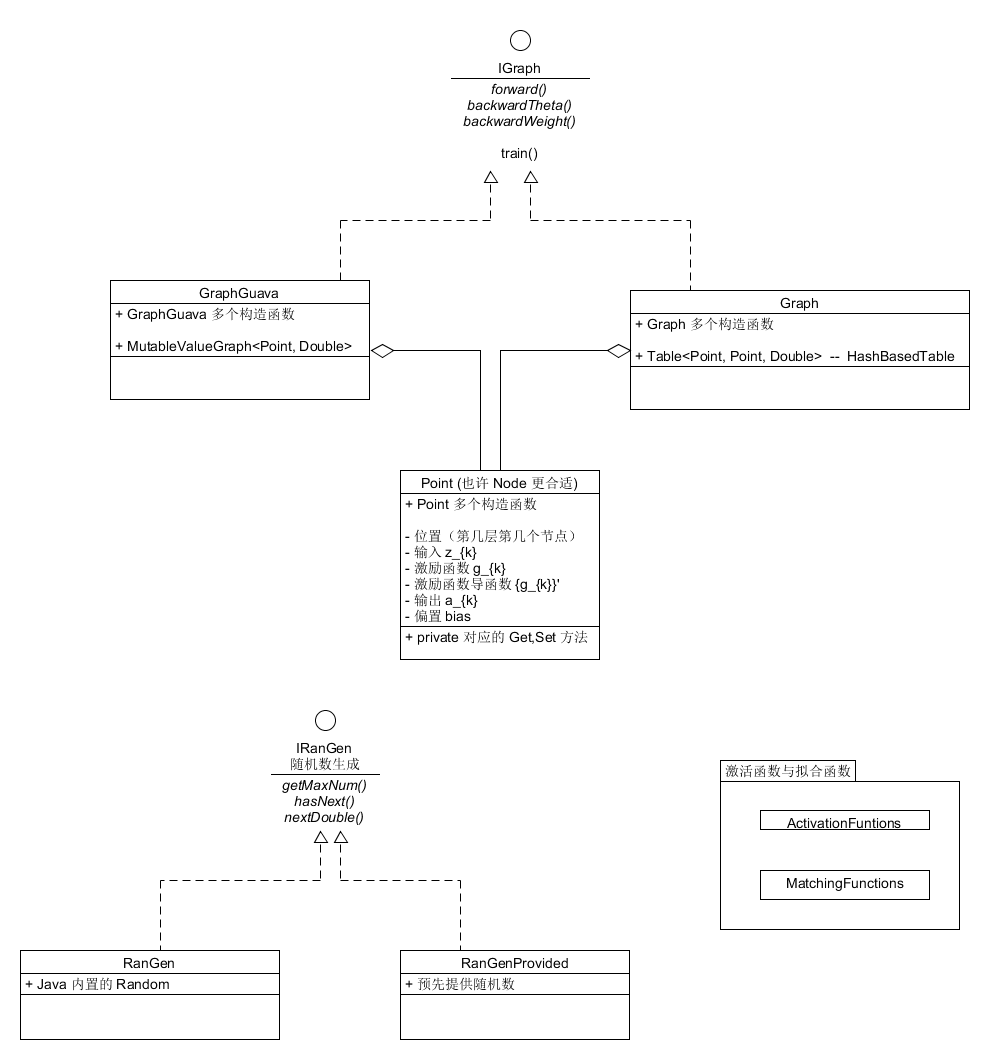 IGraph
forward()
backwardTheta()
backwardWeight()
train()
GraphGuava
+ GraphGuava 多个构造函数
+ MutableValueGraph<Point, Double>
Graph
+ Graph 多个构造函数
+ Table<Point, Point, Double>  --  HashBasedTable
Point (也许 Node 更合适)
+ Point 多个构造函数
- 位置（第几层第几个节点）
- 输入 z_{k}
- 激励函数 g_{k}
- 激励函数导函数 {g_{k}}'
- 输出 a_{k}
- 偏置 bias
+ private 对应的 Get,Set 方法
IRanGen
随机数生成
getMaxNum()
hasNext()
nextDouble()
RanGen
+ Java 内置的 Random
RanGenProvided
+ 预先提供随机数
激活函数与拟合函数
ActivationFuntions
MatchingFunctions